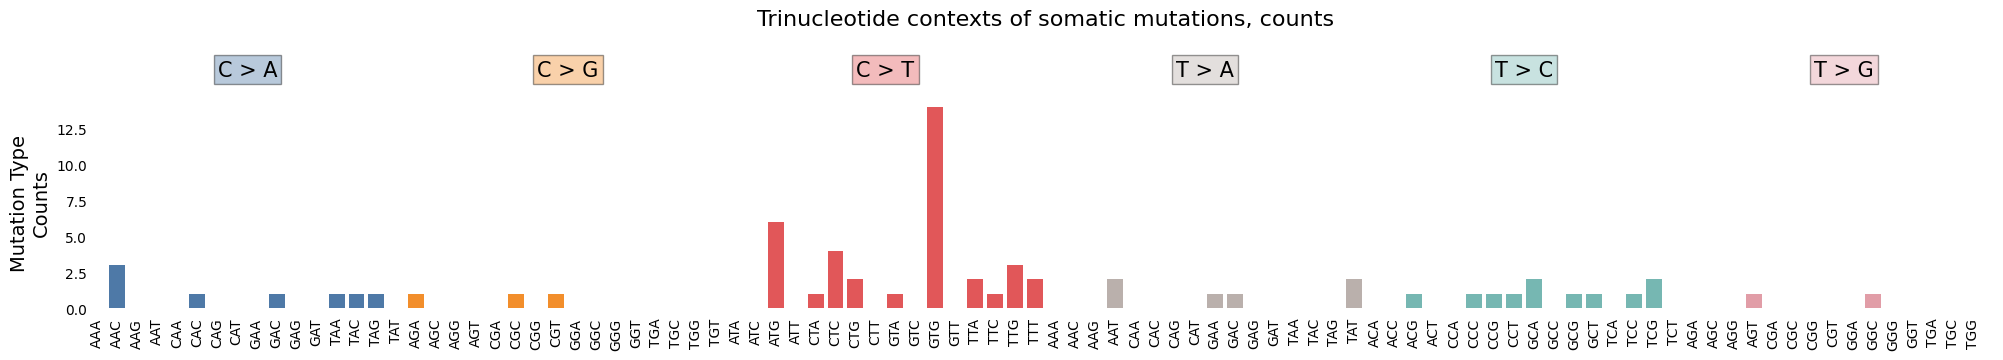 Trinucleotide contexts of somatic mutations, counts
C > A C > G C > T T > A T > C T > G
Mutation Type
Counts
12.5
10.0
7.5
5.0
2.5
0.0
AAA AAC AAG AAT CAA CAC CAG CAT GAA GAC GAG GAT TAA TAC TAG TAT AGA AGC AGG AGT CGA CGC CGG CGT GGA GGC GGG GGT TGA TGC TGG TGT ATA ATC ATG ATT CTA CTC CTG CTT GTA GTC GTG GTT TTA TTC TTG TTT AAA AAC AAG AAT CAA CAC CAG CAT GAA GAC GAG GAT TAA TAC TAG TAT ACA ACC ACG ACT CCA CCC CCG CCT GCA GCC GCG GCT TCA TCC TCG TCT AGA AGC AGG AGT CGA CGC CGG CGT GGA GGC GGG GGT TGA TGC TGG